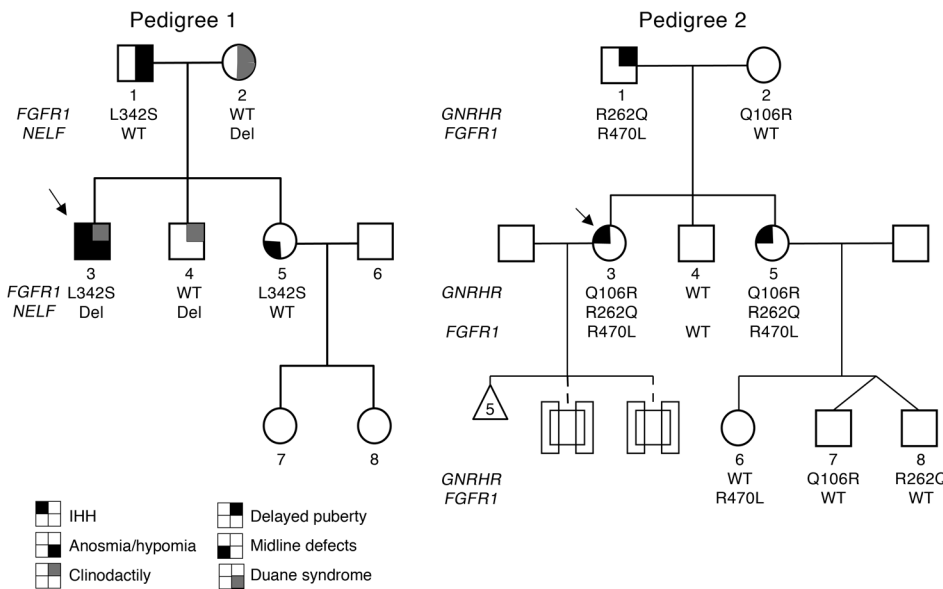 Pedigree 1
1 2
FGFR1 L342S WT
NELF WT Del
3 4 5 6
FGFR1 L342S WT L342S
NELF Del Del WT
7 8
Pedigree 2
1 2
GNRHR R262Q Q106R
FGFR1 R470L WT
3 4 5
GNRHR Q106R WT Q106R
R262Q R262Q
FGFR1 R470L WT R470L
5
6 7 8
GNRHR WT Q106R R262Q
FGFR1 R470L WT WT
IHH
Anosmia/hypomia
Clinodactily
Delayed puberty
Midline defects
Duane syndrome